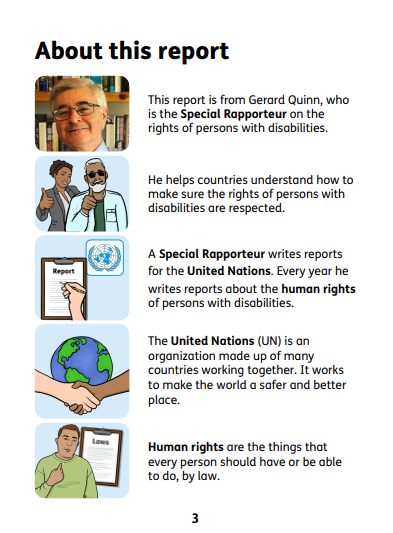 About this report
This report is from Gerard Quinn, who
is the Special Rapporteur on the
rights of persons with disabilities.
He helps countries understand how to
make sure the rights of persons with
disabilities are respected.
Report
A Special Rapporteur writes reports
for the United Nations. Every year he
writes reports about the human rights
of persons with disabilities.
The United Nations (UN) is an
organization made up of many
countries working together. It works
to make the world a safer and better
place.
Laws
Human rights are the things that
every person should have or be able
to do, by law.
3